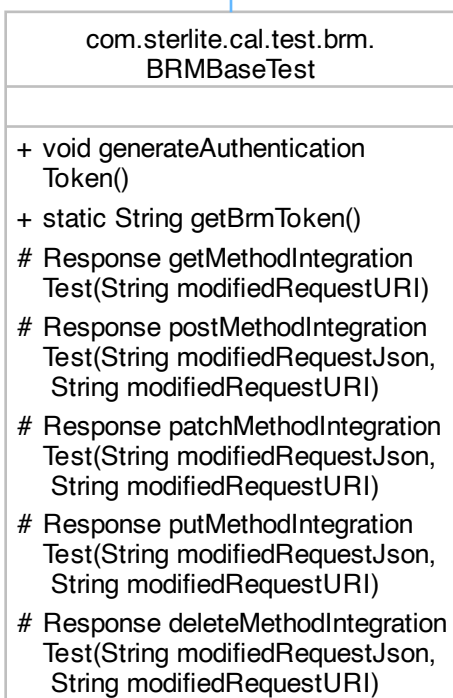 com.sterlite.cal.test.brm.
BRMBaseTest
+ void generateAuthentication
Token()
+ static String getBrmToken()
# Response getMethodIntegration
Test(String modifiedRequestURI)
# Response postMethodIntegration
Test(String modifiedRequestJson,
String modifiedRequestURI)
# Response patchMethodIntegration
Test(String modifiedRequestJson,
String modifiedRequestURI)
# Response putMethodIntegration
Test(String modifiedRequestJson,
String modifiedRequestURI)
# Response deleteMethodIntegration
Test(String modifiedRequestJson,
String modifiedRequestURI)